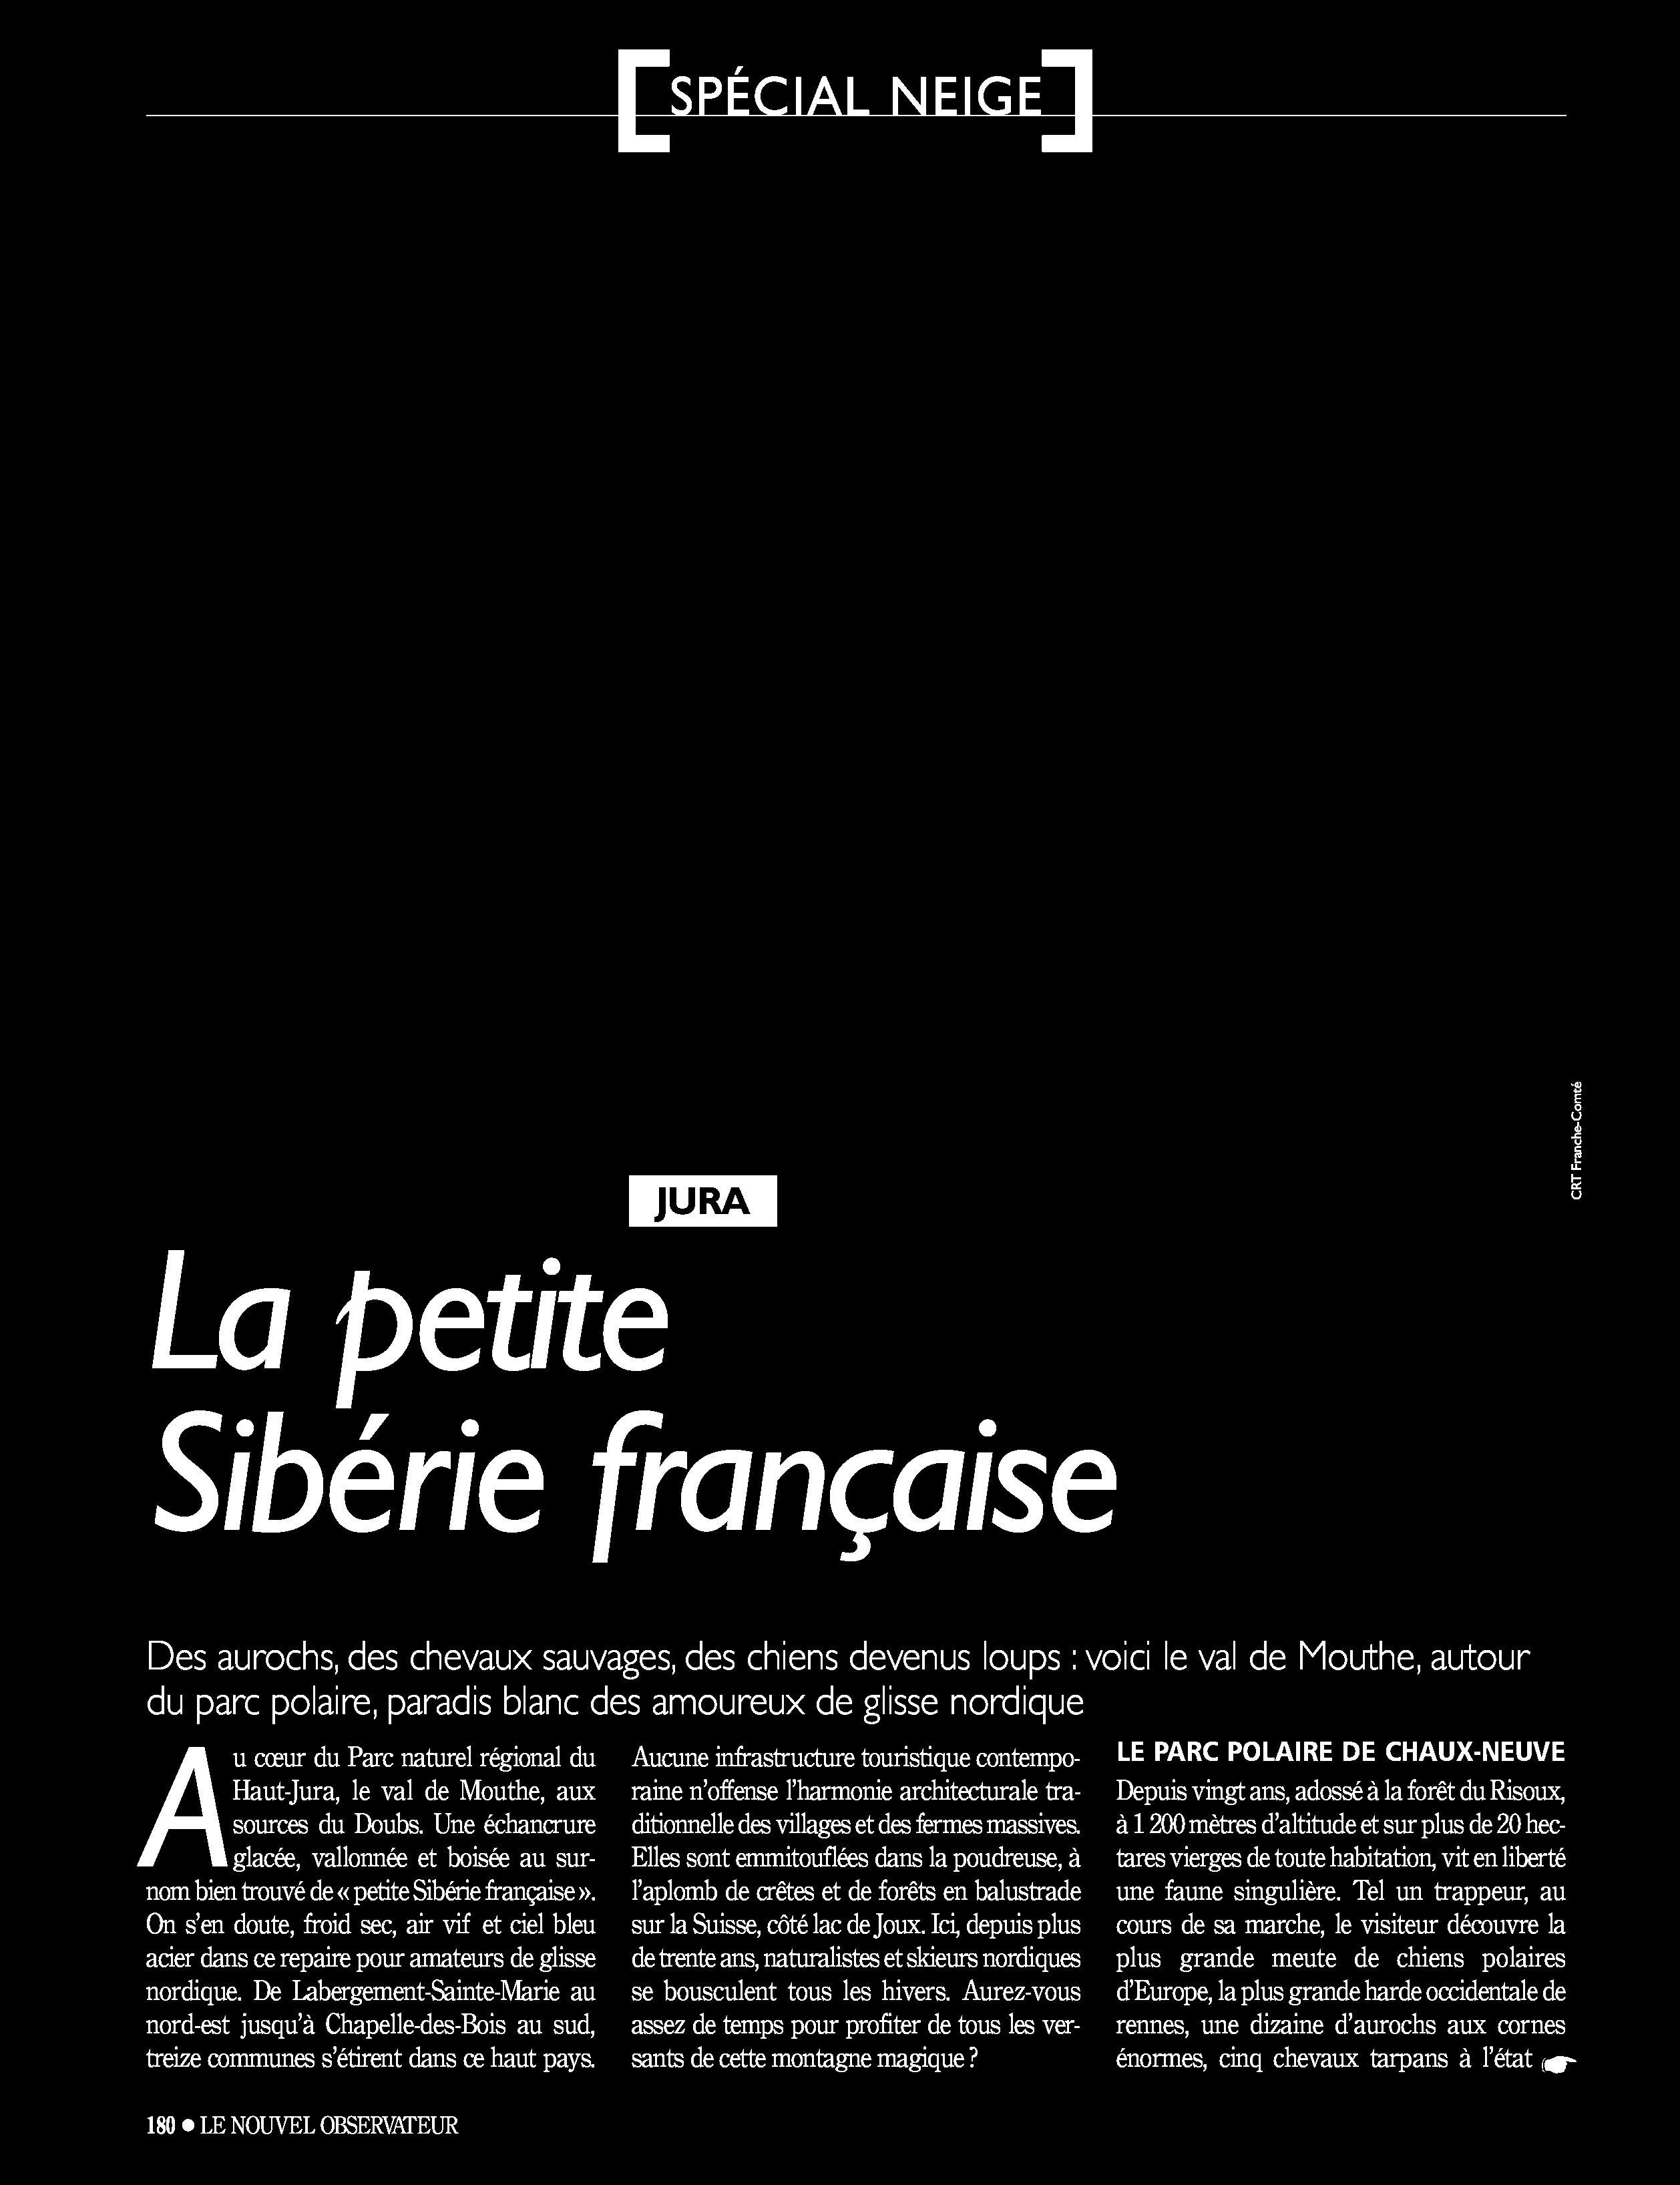 SPÉCIAL NEIGE
CRT Franche-Comté
JURA
La petite
Sibérie française
Des aurochs, des chevaux sauvages, des chiens devenus loups : voici le val de Mouthe, autour
du parc polaire, paradis blanc des amoureux de glisse nordique
Au cœur du Parc naturel régional du
Haut-Jura, le val de Mouthe, aux
sources du Doubs. Une échancrure
glacée, vallonnée et boisée au sur-
nom bien trouvé de « petite Sibérie française ».
On s'en doute, froid sec, air vif et ciel bleu
acier dans ce repaire pour amateurs de glisse
nordique. De Labergement-Sainte-Marie au
nord-est jusqu'à Chapelle-des-Bois au sud,
treize communes s'étirent dans ce haut pays.
Aucune infrastructure touristique contempo-
raine n'offense l'harmonie architecturale tra-
ditionnelle des villages et des fermes massives.
Elles sont emmitouflées dans la poudreuse, à
l'aplomb de crêtes et de forêts en balustrade
sur la Suisse, côté lac de Joux. Ici, depuis plus
de trente ans, naturalistes et skieurs nordiques
se bousculent tous les hivers. Aurez-vous
assez de temps pour profiter de tous les ver-
sants de cette montagne magique ?
LE PARC POLAIRE DE CHAUX-NEUVE
Depuis vingt ans, adossé à la forêt du Risoux,
à 1 200 mètres d'altitude et sur plus de 20 hec-
tares vierges de toute habitation, vit en liberté
une faune singulière. Tel un trappeur, au
cours de sa marche, le visiteur découvre la
plus grande meute de chiens polaires
d'Europe, la plus grande harde occidentale de
rennes, une dizaine d'aurochs aux cornes
énormes, cinq chevaux tarpans à l'état
180 ● LE NOUVEL OBSERVATEUR